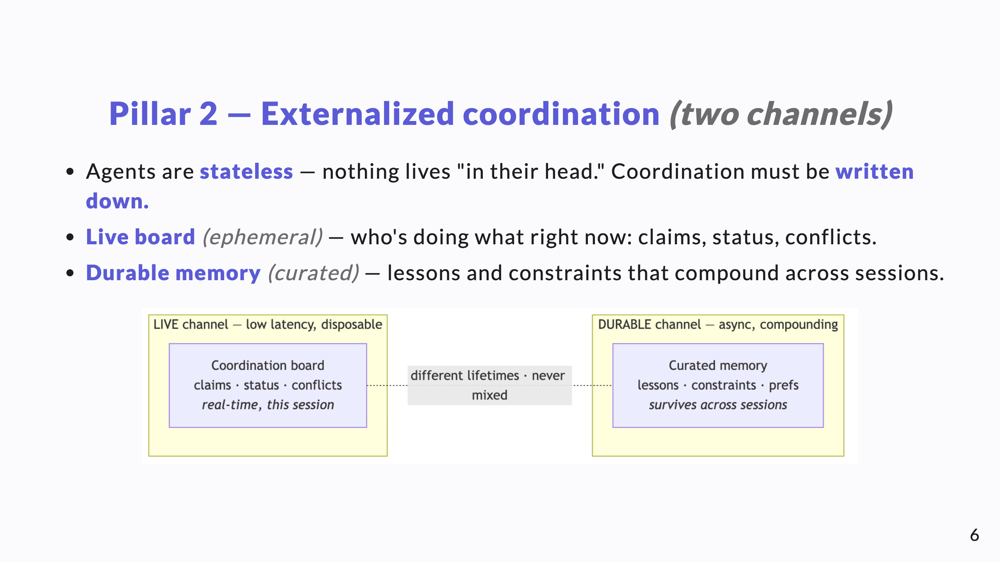 Pillar 2 — Externalized coordination (two channels)
• Agents are stateless — nothing lives "in their head." Coordination must be written
down.
• Live board (ephemeral) — who's doing what right now: claims, status, conflicts.
• Durable memory (curated) — lessons and constraints that compound across sessions.
LIVE channel — low latency, disposable
Coordination board
claims · status · conflicts
real-time, this session
different lifetimes · never
mixed
DURABLE channel — async, compounding
Curated memory
lessons · constraints · prefs
survives across sessions
6